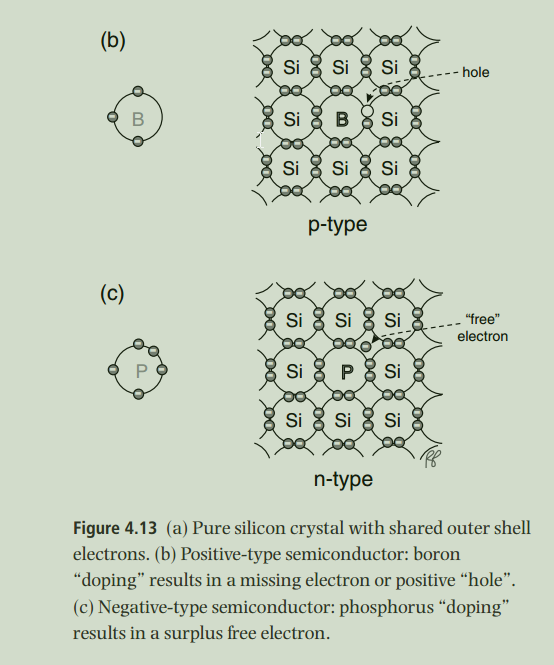 (b)
Si Si Si
hole
B
Si B Si
Si Si Si
p-type
(c)
Si Si Si
"free"
electron
P
Si P Si
Si Si Si
n-type
Figure 4.13 (a) Pure silicon crystal with shared outer shell
electrons. (b) Positive-type semiconductor: boron
“doping” results in a missing electron or positive “hole”.
(c) Negative-type semiconductor: phosphorus “doping”
results in a surplus free electron.